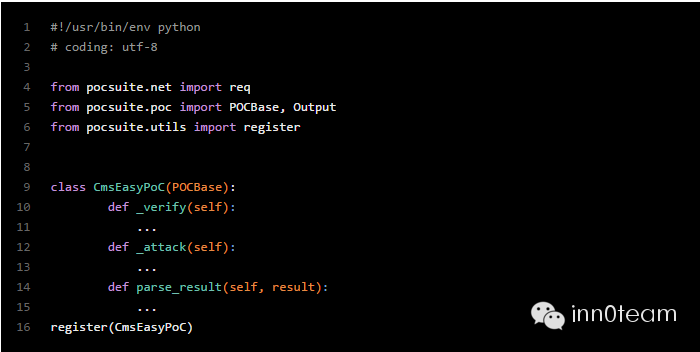 1 #!/usr/bin/env python
2 # coding: utf-8
3
4 from pocsuite.net import req
5 from pocsuite.poc import POCBase, Output
6 from pocsuite.utils import register
7
8
9 class CmsEasyPoC(POCBase):
10 def _verify(self):
11 ...
12 def _attack(self):
13 ...
14 def parse_result(self, result):
15 ...
16 register(CmsEasyPoC)
inn0team